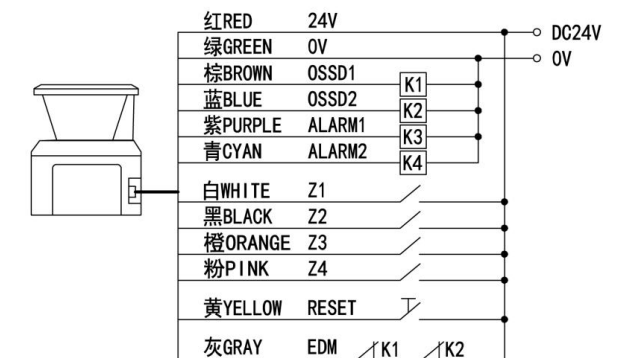 红RED 24V
DC24V
绿GREEN 0V
0V
棕BROWN OSSD1
K1
蓝BLUE OSSD2
K2
紫PURPLE ALARM1
K3
青CYAN ALARM2
K4
白WHITE Z1
黑BLACK Z2
橙ORANGE Z3
粉PINK Z4
黄YELLOW RESET
灰GRAY EDM K1 K2